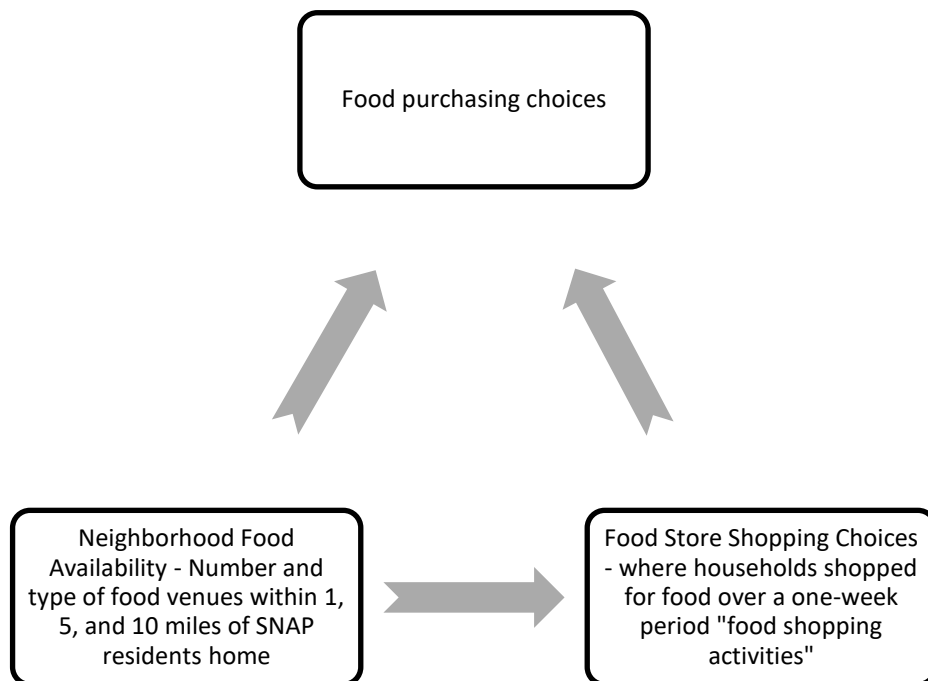 Food purchasing choices
Neighborhood Food
Availability - Number and
type of food venues within 1,
5, and 10 miles of SNAP
residents home
Food Store Shopping Choices
- where households shopped
for food over a one-week
period "food shopping
activities"